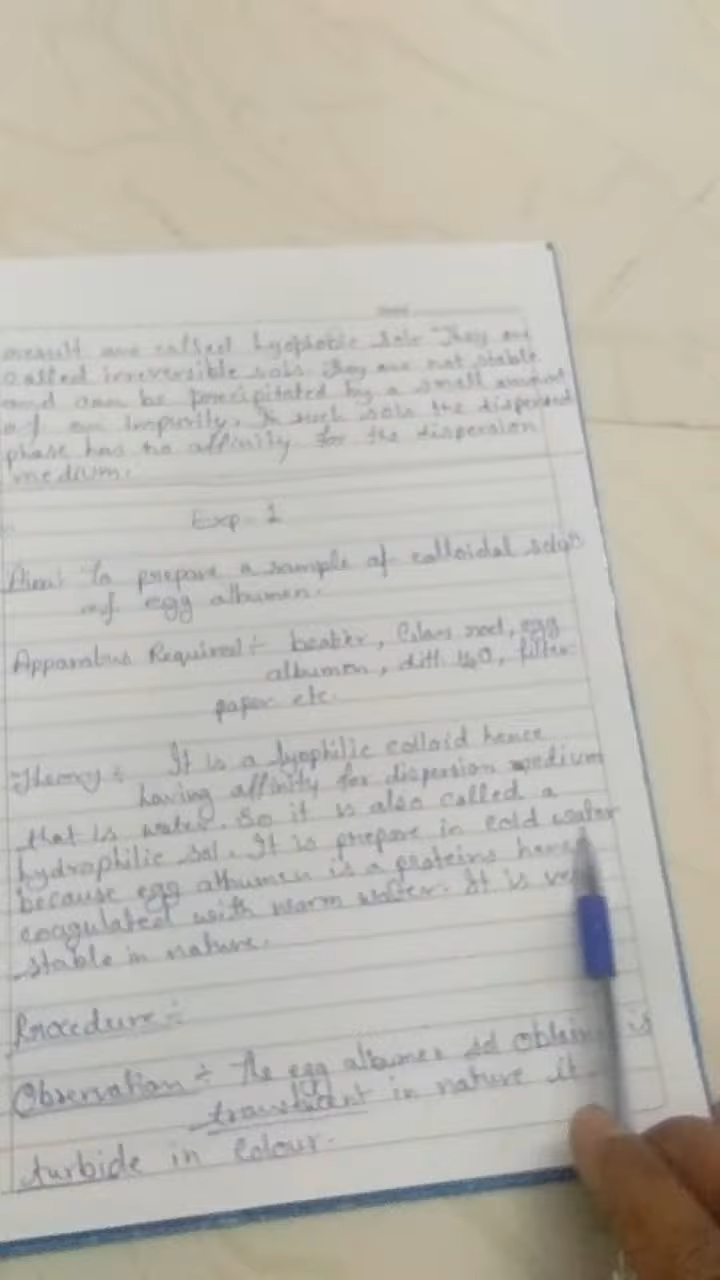 result are called lyophobic sols They are
called irreversible sols. They are not stable
and can be precipitated by a small amount
of an impurity. In such sols the dispersed
phase has no affinity for the dispersion
medium.
Exp - 1
Aim: To prepare a sample of colloidal soln
of egg albumen.
Apparatus Required ÷ beaker, Glass rod, egg
albumen, dill. H2O, filter
paper etc.
Theory ÷ It is a lyophilic colloid hence
having affinity for dispersion medium
that is water. So it is also called a
hydrophilic sol. It is prepare in cold water
because egg albumen is a proteins hence
coagulated with warm water. It is
stable in nature.
Procedure ÷
Observation ÷ The egg albumen is
translucent in nature it
turbide in colour.